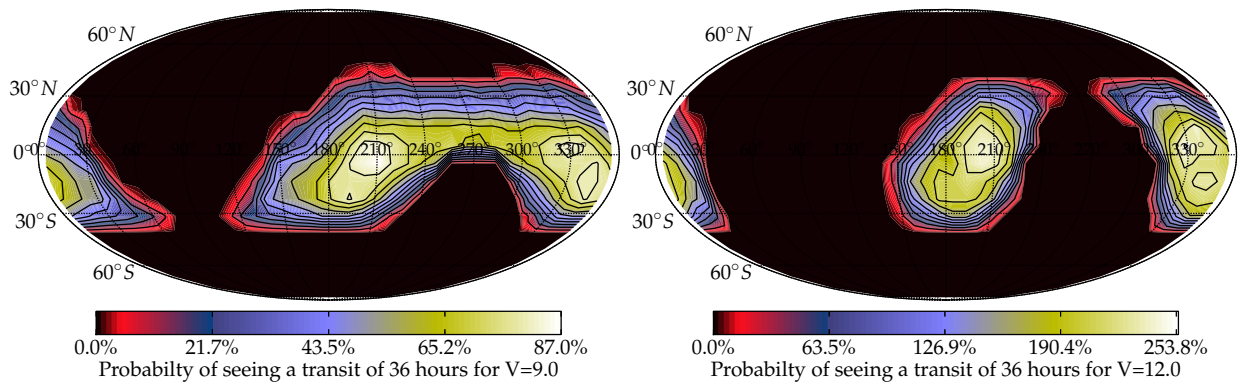 60°N
30°N
0° 150° 180° 210° 240° 270° 300° 330°
30°S
60°S
0.0% 21.7% 43.5% 65.2% 87.0%
Probabilty of seeing a transit of 36 hours for V=9.0
60°N
30°N
0° 180° 210° 330°
30°S
60°S
0.0% 63.5% 126.9% 190.4% 253.8%
Probabilty of seeing a transit of 36 hours for V=12.0